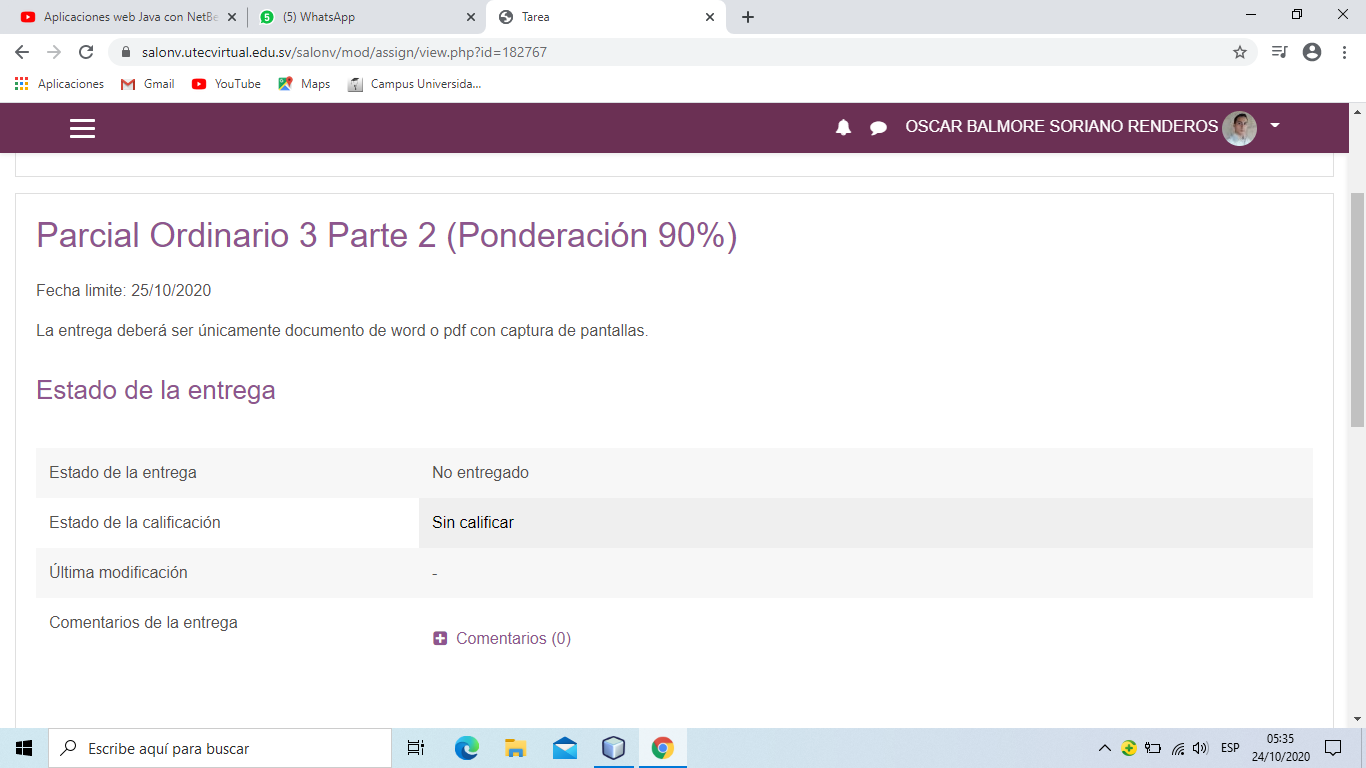 Aplicaciones web Java con NetBe
(5) WhatsApp
Tarea
salonv.utecvirtual.edu.sv/salonv/mod/assign/view.php?id=182767
Aplicaciones
Gmail
YouTube
Maps
Campus Universida...
OSCAR BALMORE SORIANO RENDEROS
Parcial Ordinario 3 Parte 2 (Ponderación 90%)
Fecha limite: 25/10/2020
La entrega deberá ser únicamente documento de word o pdf con captura de pantallas.
Estado de la entrega
Estado de la entrega No entregado
Estado de la calificación Sin calificar
Última modificación -
Comentarios de la entrega
Comentarios (0)
Escribe aquí para buscar
ESP
05:35
24/10/2020